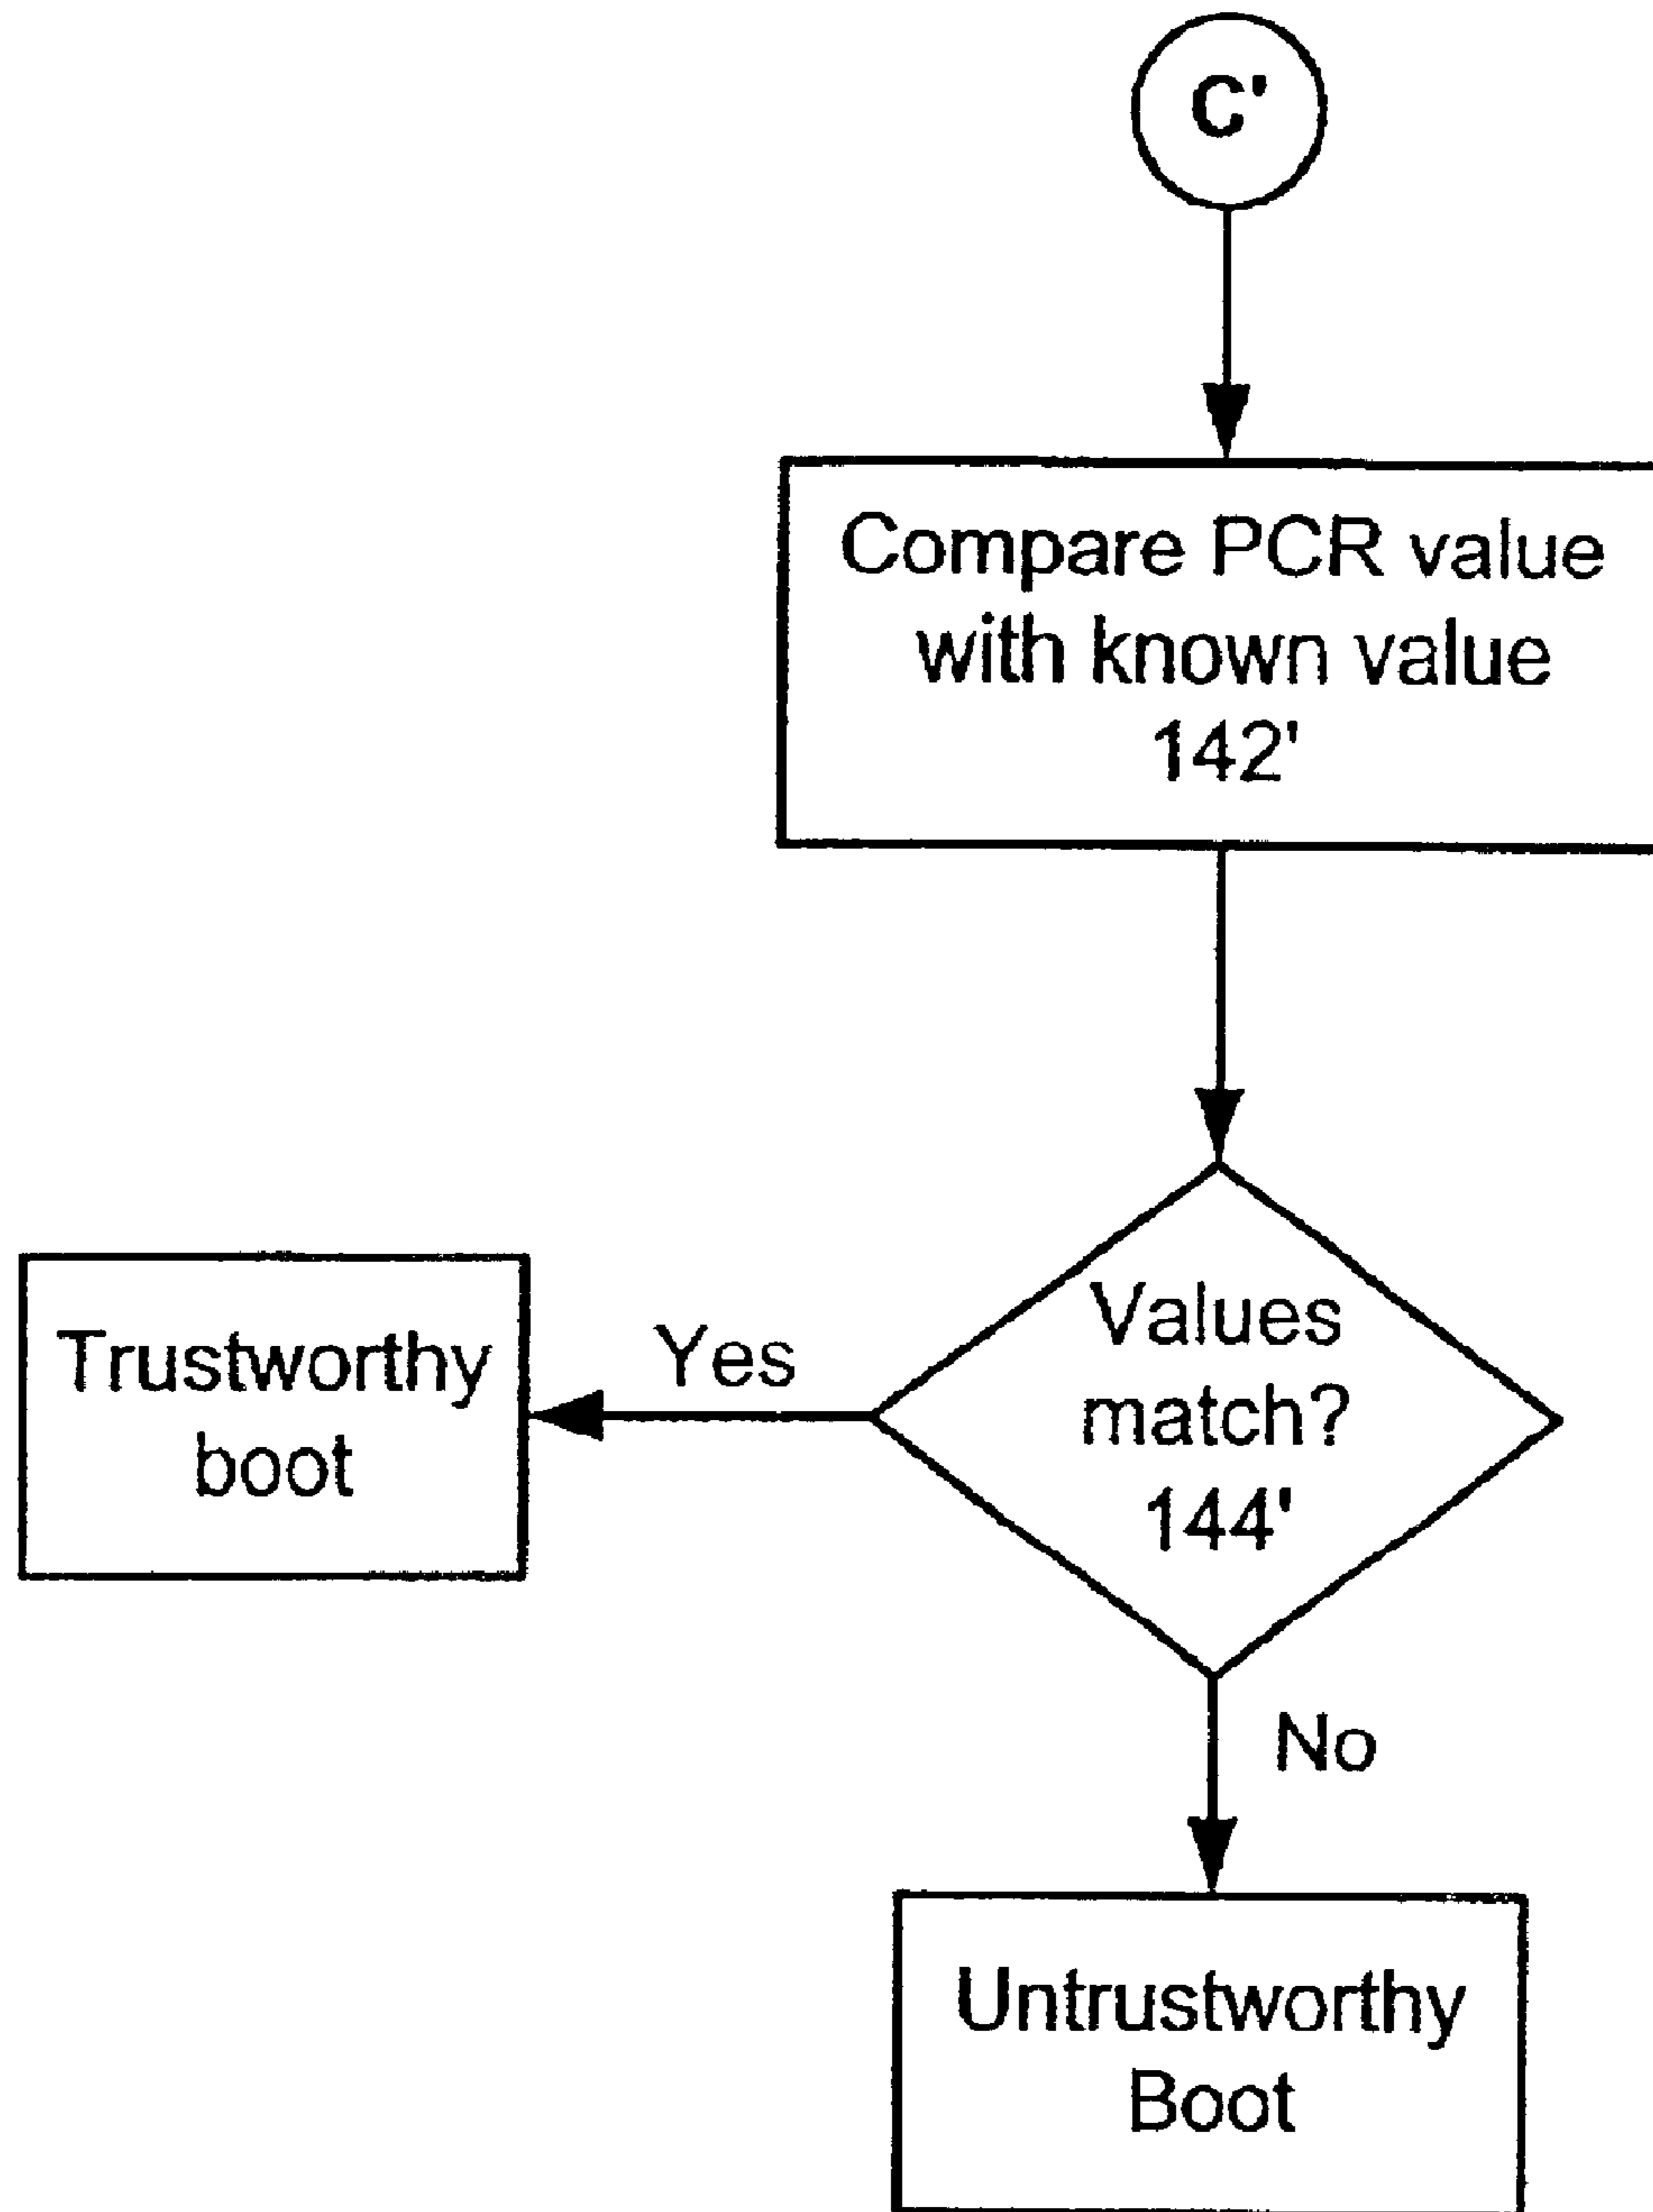 C'
Compare PCR value
with known value
142'
Values
match?
144'
Yes
Trustworthy
boot
No
Untrustworthy
Boot